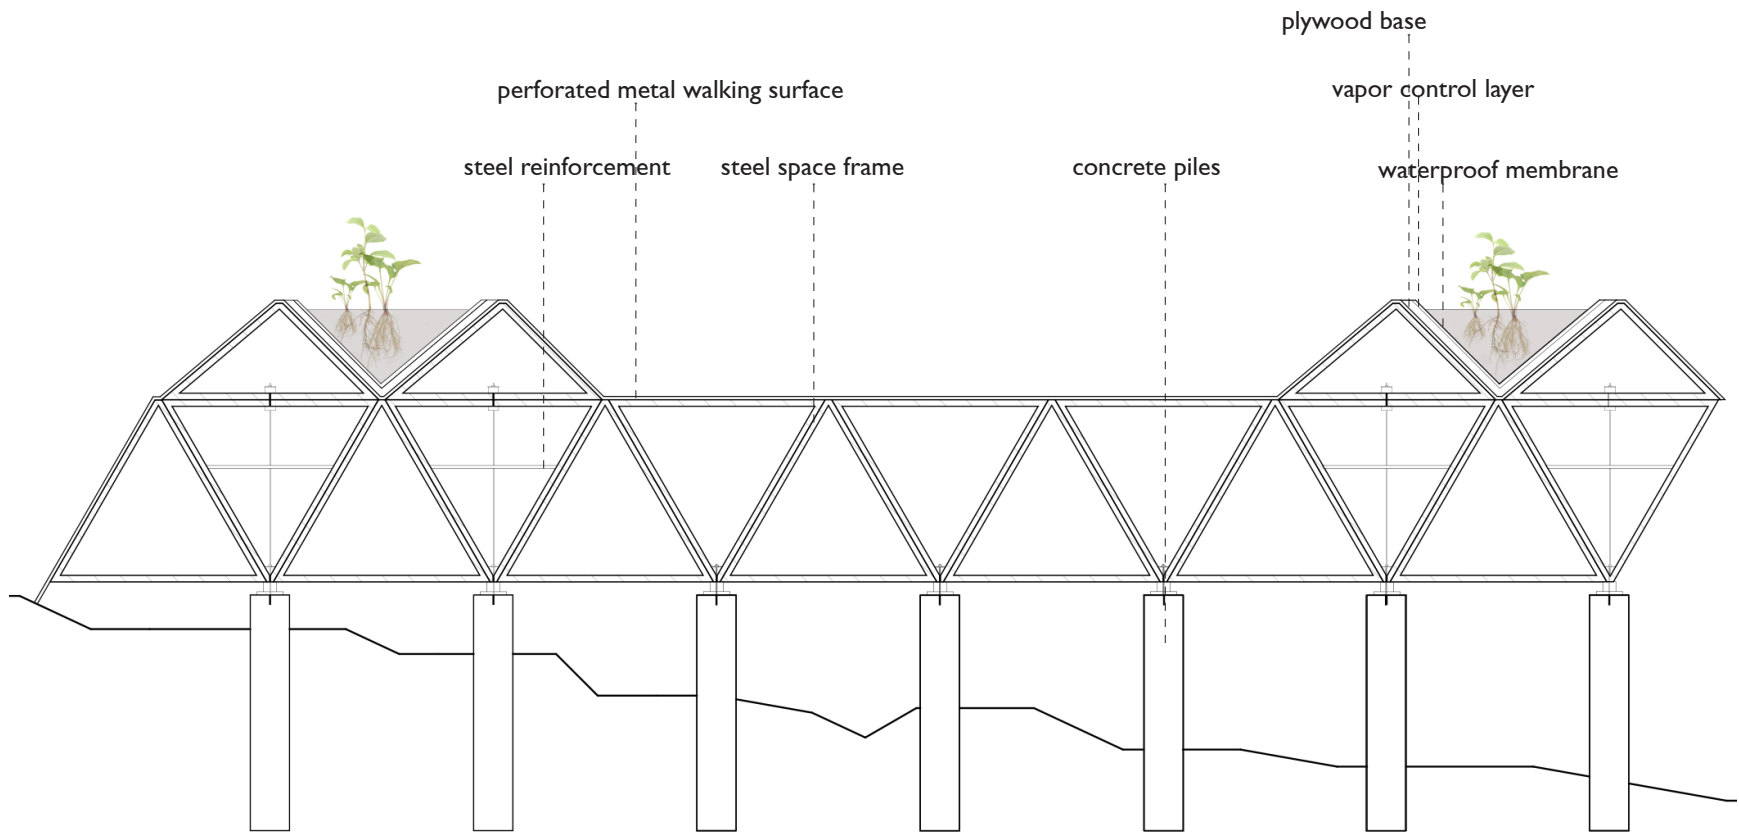 plywood base
perforated metal walking surface
vapor control layer
steel reinforcement
steel space frame
concrete piles
waterproof membrane